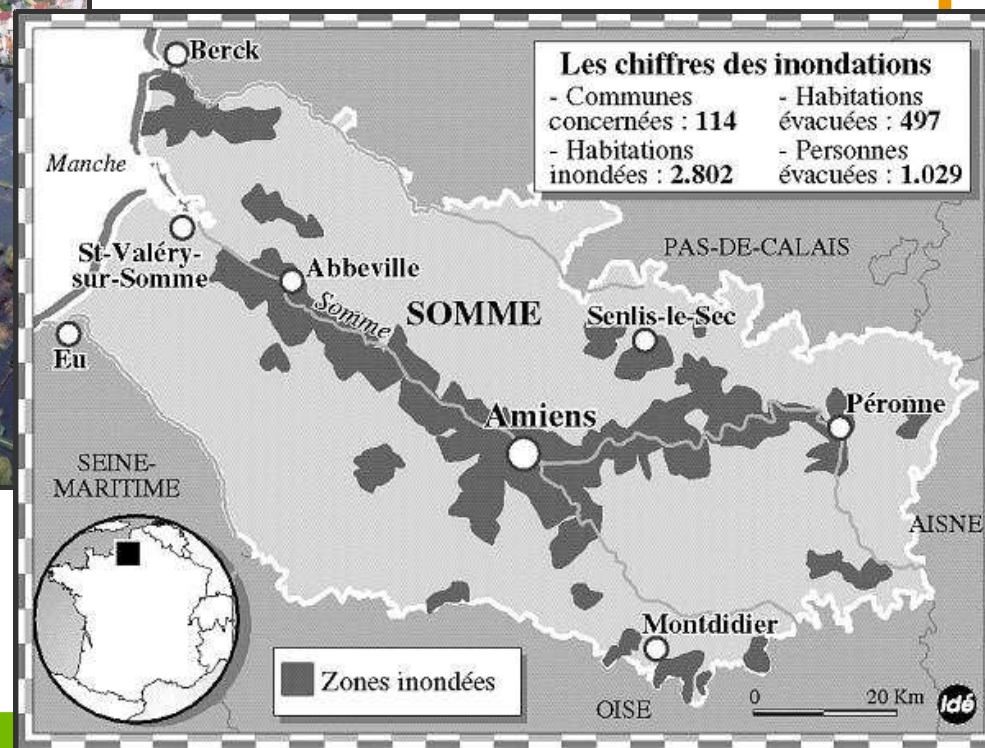 Berck
Les chiffres des inondations
- Communes concernées : 114
- Habitations évacuées : 497
- Habitations inondées : 2.802
- Personnes évacuées : 1.029
Manche
St-Valéry-
sur-Somme
Abbeville
PAS-DE-CALAIS
Somme
SOMME
Senlis-le-Sec
Eu
Amiens
Péronne
SEINE-
MARITIME
AISNE
Montdidier
Zones inondées
OISE
0 20 Km
Idé